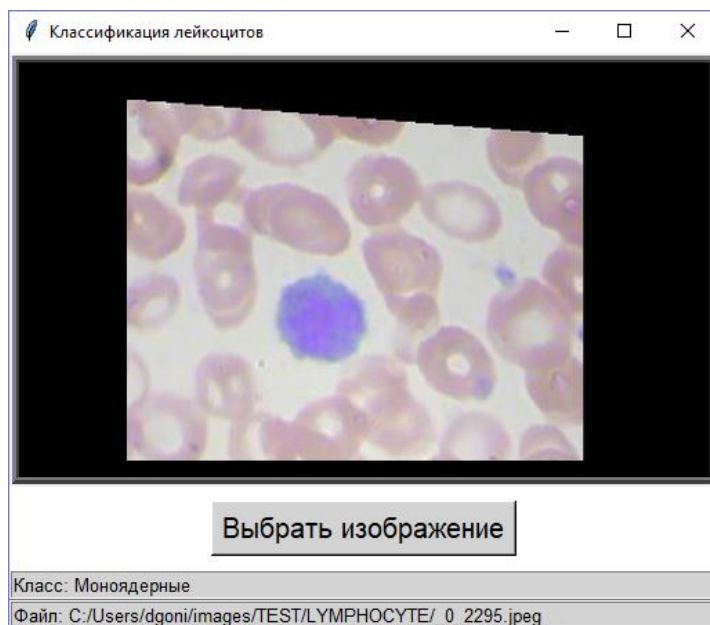 Классификация лейкоцитов
Выбрать изображение
Класс: Моноядерные
Файл: C:/Users/dgoni/images/TEST/LYMPHOCYTE/_0_2295.jpeg